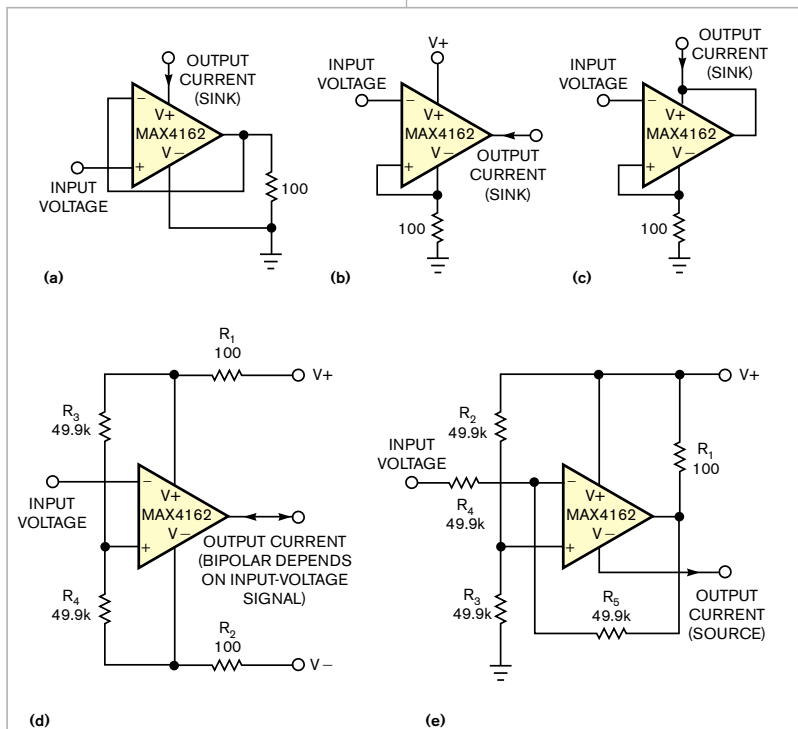 OUTPUT
CURRENT
(SINK)
−
V+
MAX4162
V−
+
INPUT
VOLTAGE
100
(a)
V+
INPUT
VOLTAGE
−
V+
MAX4162
V−
+
OUTPUT
CURRENT
(SINK)
100
(b)
OUTPUT
CURRENT
(SINK)
INPUT
VOLTAGE
−
V+
MAX4162
V−
+
100
(c)
R1
100
V+
R3
49.9k
−
V+
MAX4162
V−
+
INPUT
VOLTAGE
OUTPUT CURRENT
(BIPOLAR DEPENDS
ON INPUT-VOLTAGE
SIGNAL)
R4
49.9k
R2
100
V−
(d)
V+
R2
49.9k
R1
100
INPUT
VOLTAGE
R4
49.9k
−
V+
MAX4162
V−
+
R3
49.9k
R5
49.9k
OUTPUT
CURRENT
(SOURCE)
(e)